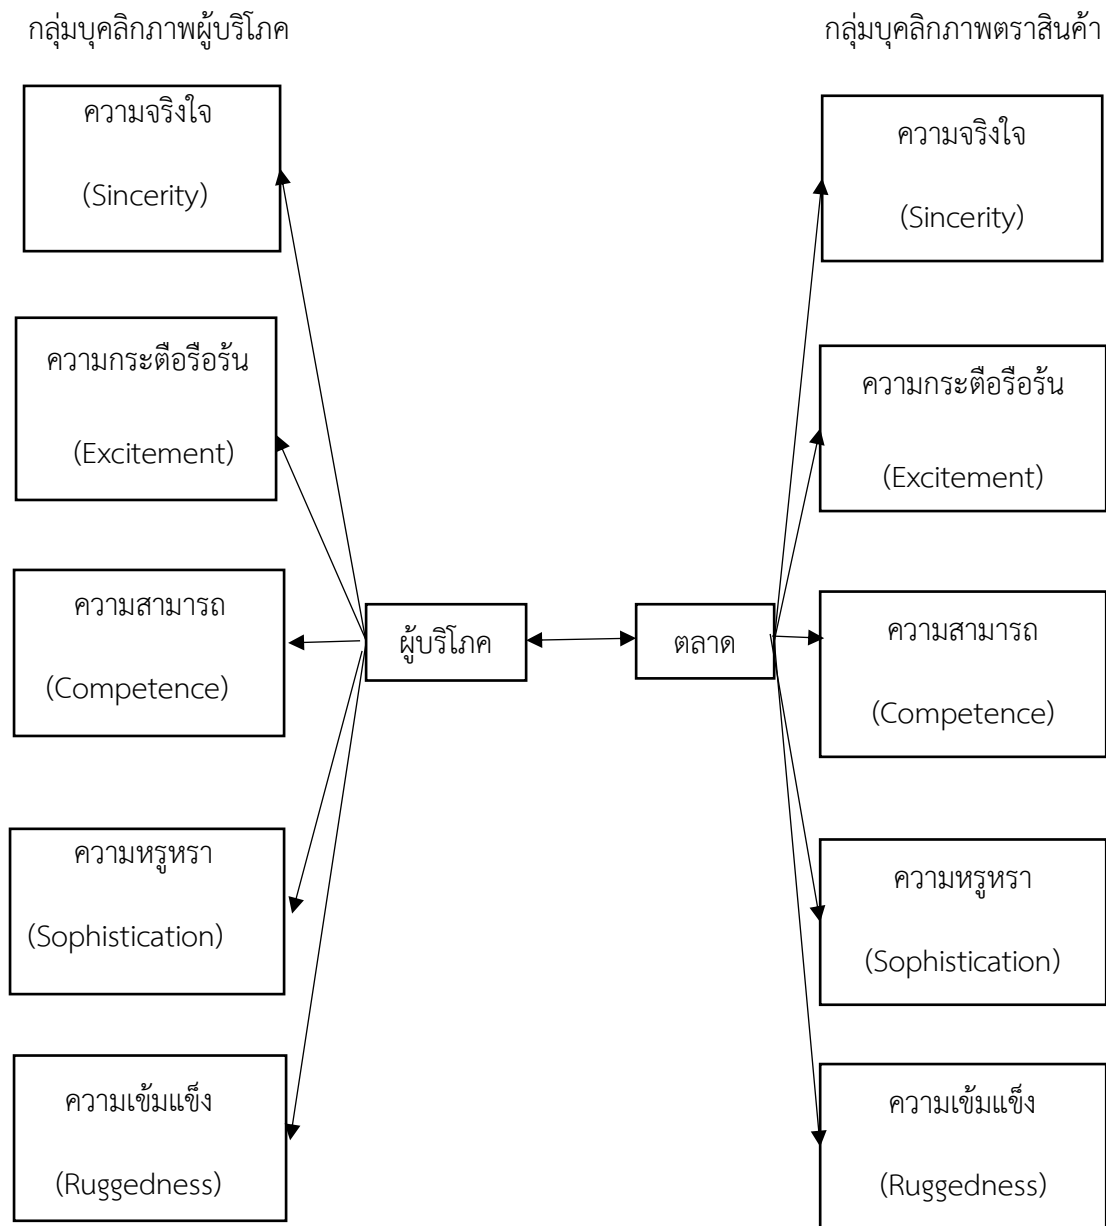 กลุ่มบุคลิกภาพผู้บริโภค
กลุ่มบุคลิกภาพตราสินค้า
ความจริงใจ
(Sincerity)
ความกระตือรือร้น
(Excitement)
ความสามารถ
(Competence)
ความหรูหรา
(Sophistication)
ความเข้มแข็ง
(Ruggedness)
ผู้บริโภค
ตลาด
ความจริงใจ
(Sincerity)
ความกระตือรือร้น
(Excitement)
ความสามารถ
(Competence)
ความหรูหรา
(Sophistication)
ความเข้มแข็ง
(Ruggedness)